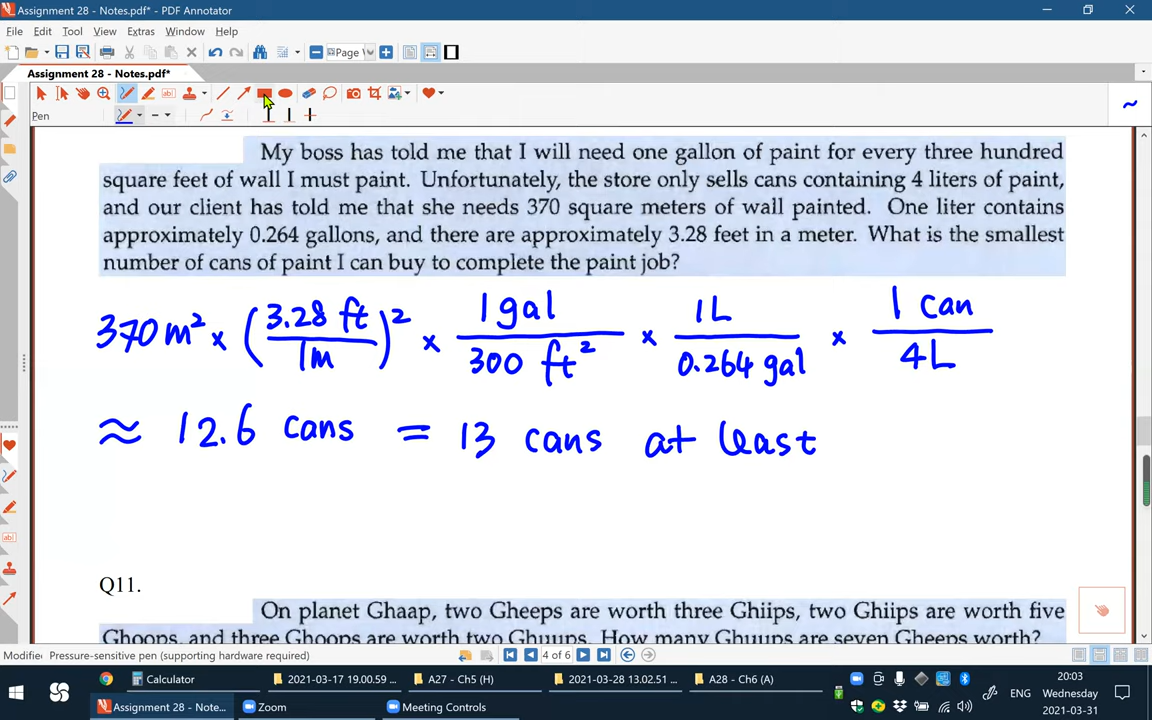 Assignment 28 - Notes.pdf* - PDF Annotator
File Edit Tool View Extras Window Help
Page
Assignment 28 - Notes.pdf*
Pen
My boss has told me that I will need one gallon of paint for every three hundred
square feet of wall I must paint. Unfortunately, the store only sells cans containing 4 liters of paint,
and our client has told me that she needs 370 square meters of wall painted. One liter contains
approximately 0.264 gallons, and there are approximately 3.28 feet in a meter. What is the smallest
number of cans of paint I can buy to complete the paint job?
370 m² × (3.28 ft / 1m)² × 1 gal / 300 ft² × 1L / 0.264 gal × 1 can / 4L
≈ 12.6 cans = 13 cans at least
Q11.
On planet Ghaap, two Gheeps are worth three Ghiips, two Ghiips are worth five
Ghoops, and three Ghoops are worth two Ghuups. How many Ghuups are seven Gheeps worth?
Modified Pressure-sensitive pen (supporting hardware required) 4 of 6
Calculator 2021-03-17 19.00.59 A27 - Ch5 (H) 2021-03-28 13.02.51 ... A28 - Ch6 (A)
20:03
ENG Wednesday
Assignment 28 - Note... Zoom Meeting Controls
2021-03-31